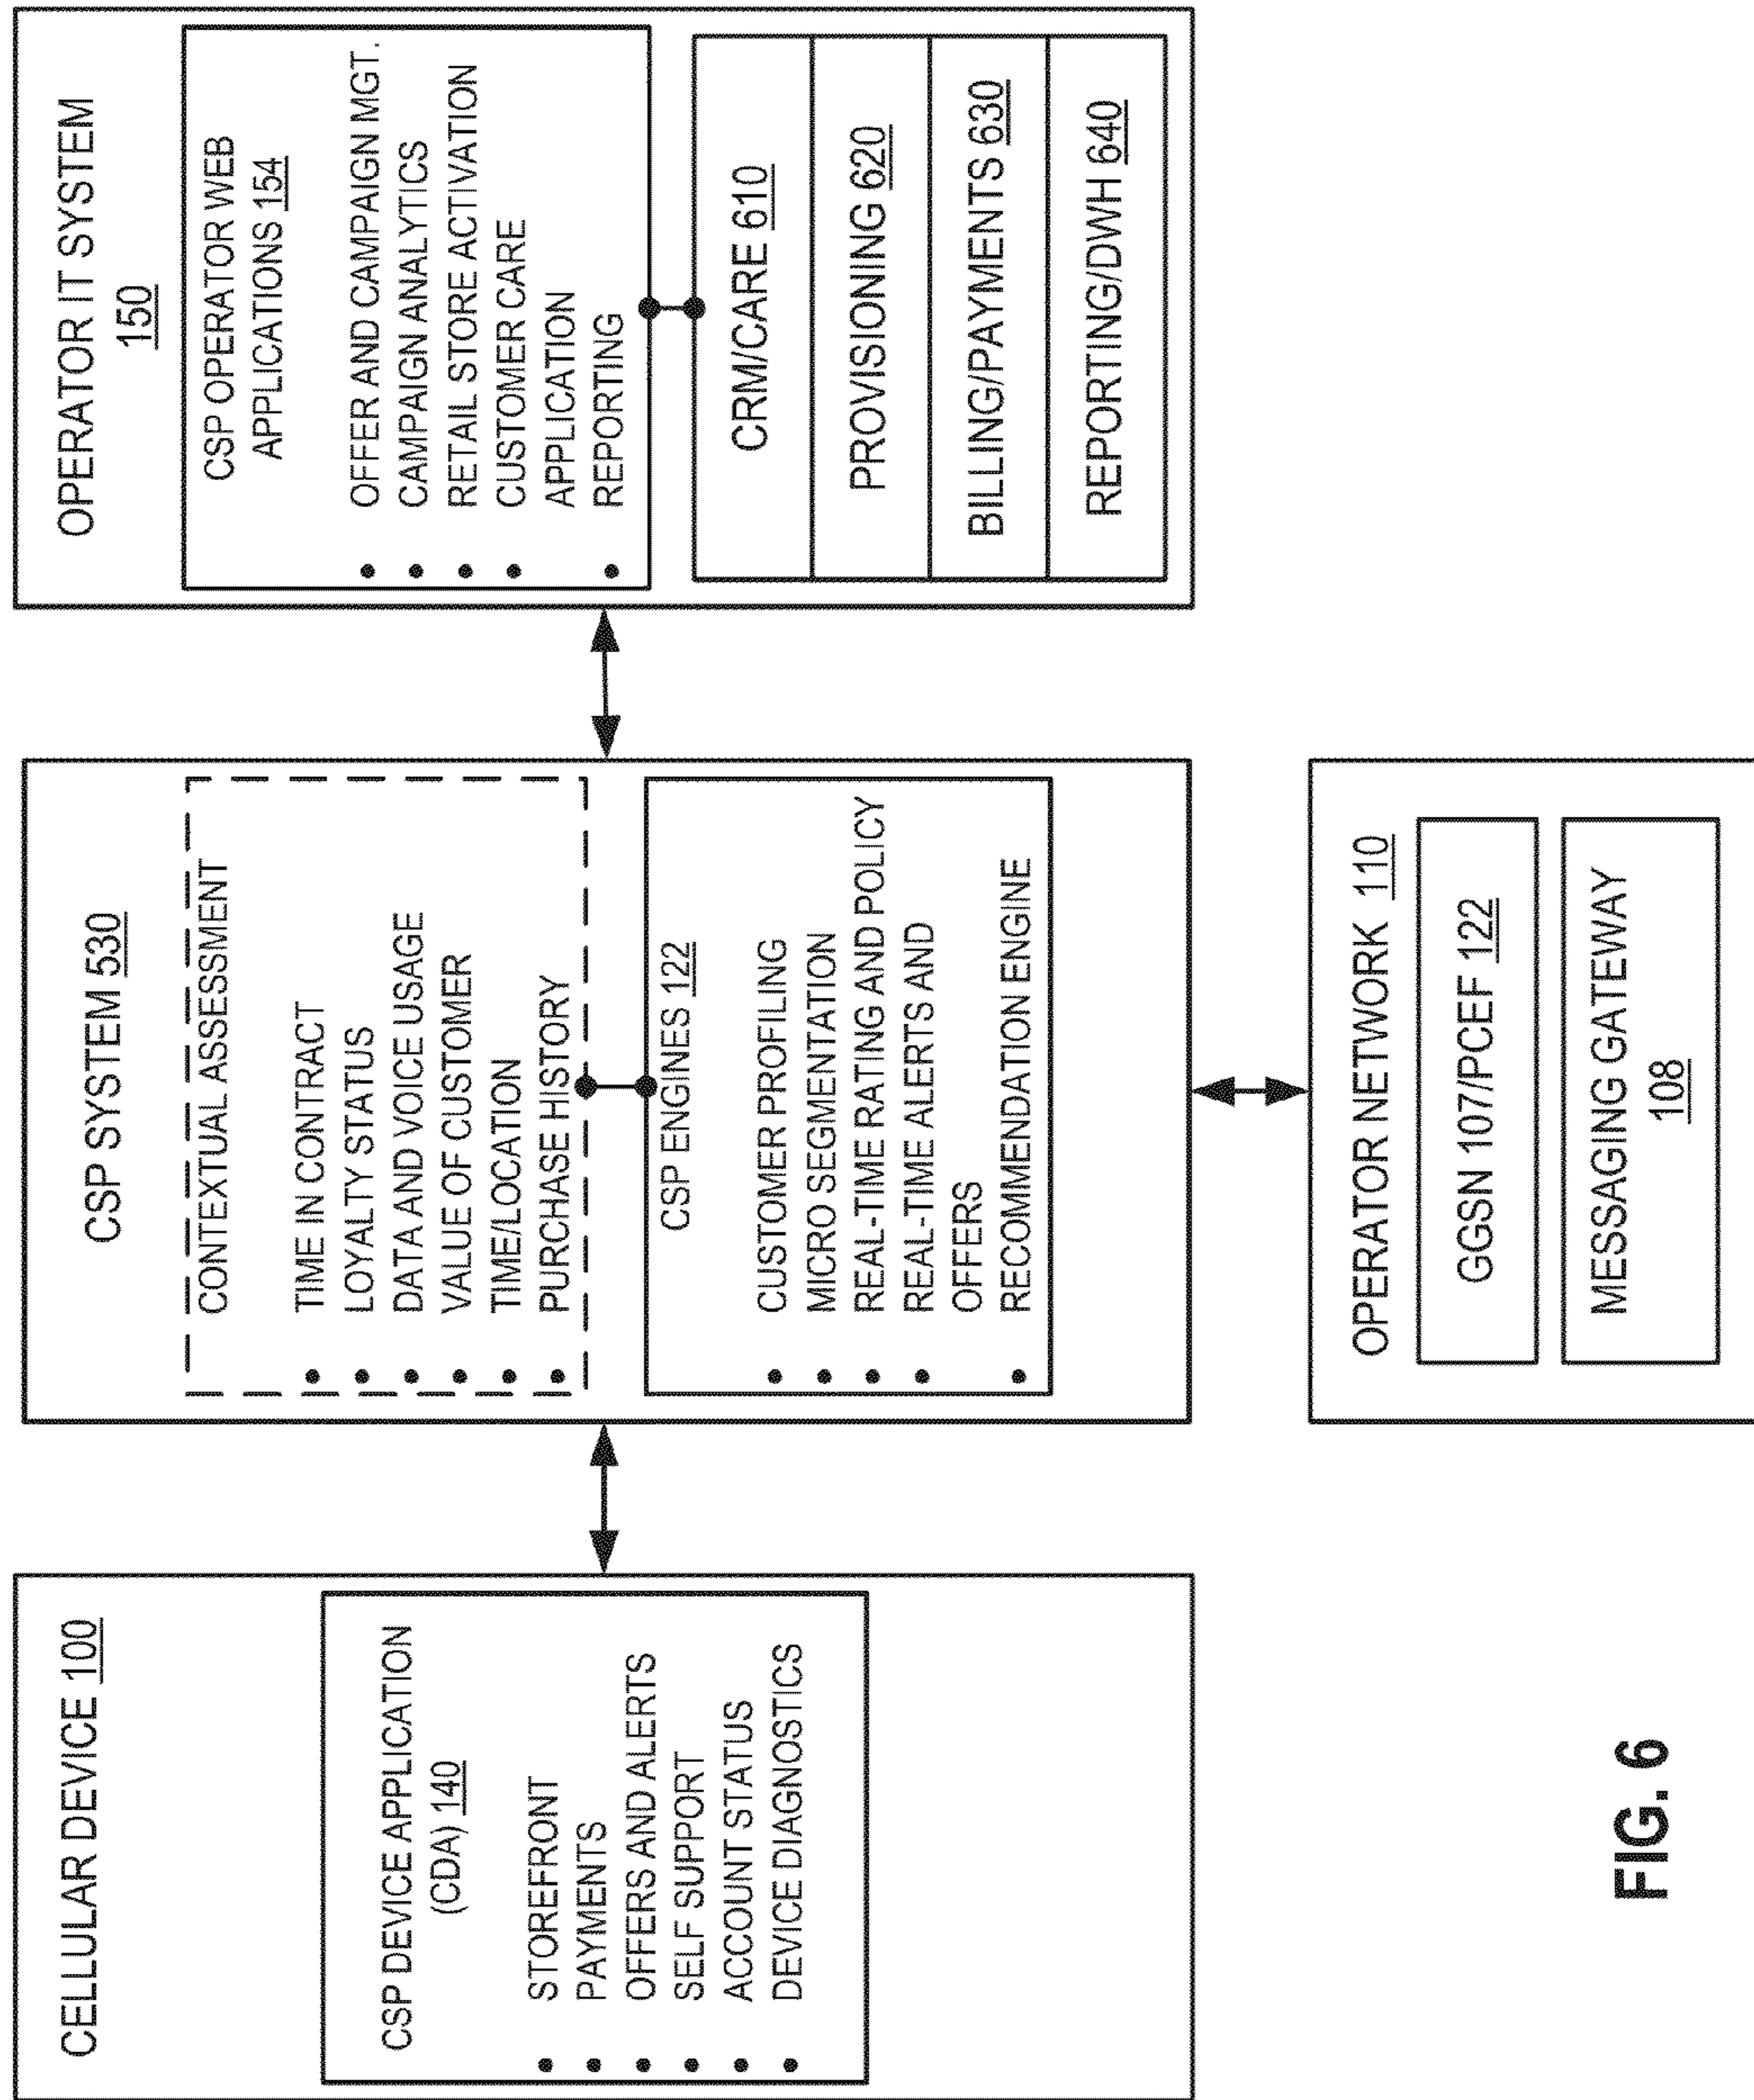 CELLULAR DEVICE 100
CSP DEVICE APPLICATION
(CDA) 140
• STOREFRONT
• PAYMENTS
• OFFERS AND ALERTS
• SELF SUPPORT
• ACCOUNT STATUS
• DEVICE DIAGNOSTICS
CSP SYSTEM 530
CONTEXTUAL ASSESSMENT
• TIME IN CONTRACT
• LOYALTY STATUS
• DATA AND VOICE USAGE
• VALUE OF CUSTOMER
• TIME/LOCATION
• PURCHASE HISTORY
CSP ENGINES 122
• CUSTOMER PROFILING
• MICRO SEGMENTATION
• REAL-TIME RATING AND POLICY
• REAL-TIME ALERTS AND
OFFERS
• RECOMMENDATION ENGINE
OPERATOR IT SYSTEM
150
CSP OPERATOR WEB
APPLICATIONS 154
• OFFER AND CAMPAIGN MGT.
• CAMPAIGN ANALYTICS
• RETAIL STORE ACTIVATION
• CUSTOMER CARE
APPLICATION
• REPORTING
CRM/CARE 610
PROVISIONING 620
BILLING/PAYMENTS 630
REPORTING/DWH 640
OPERATOR NETWORK 110
GGSN 107/PCEF 122
MESSAGING GATEWAY
108
FIG. 6